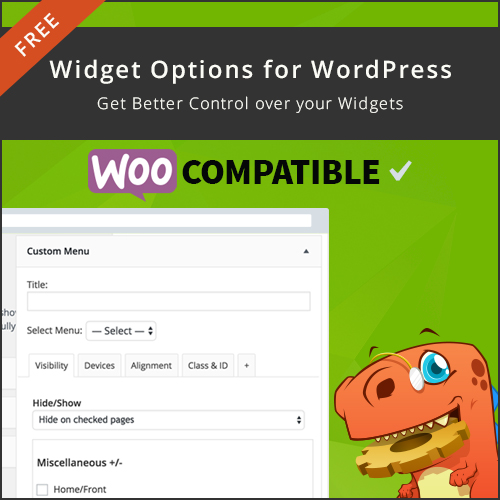 FREE
Widget Options for WordPress
Get Better Control over your Widgets
WOO COMPATIBLE
Custom Menu
Title:
Select Menu: — Select —
Visibility Devices Alignment Class & ID +
Hide/Show
Hide on checked pages
Miscellaneous +/-
Home/Front